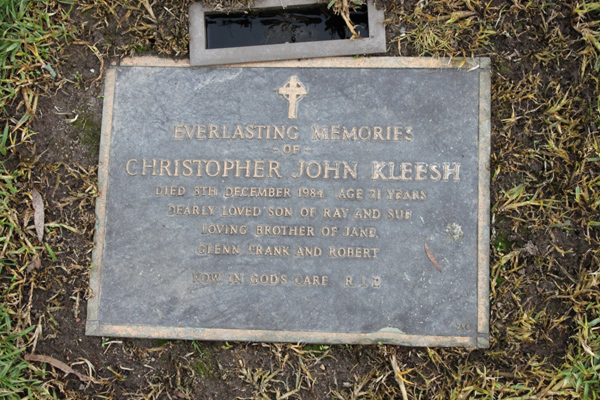 EVERLASTING MEMORIES
- OF -
CHRISTOPHER JOHN KLEESH
DIED 8TH DECEMBER 1984 AGE 21 YEARS
DEARLY LOVED SON OF RAY AND SUE
LOVING BROTHER OF JANE,
GLENN, FRANK AND ROBERT
NOW IN GODS CARE R.I.P.